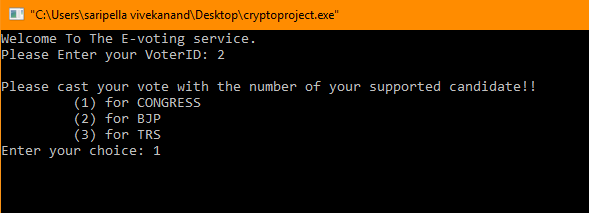 "C:\Users\saripella vivekanand\Desktop\cryptoproject.exe"
Welcome To The E-voting service.
Please Enter your VoterID: 2
Please cast your vote with the number of your supported candidate!!
(1) for CONGRESS
(2) for BJP
(3) for TRS
Enter your choice: 1